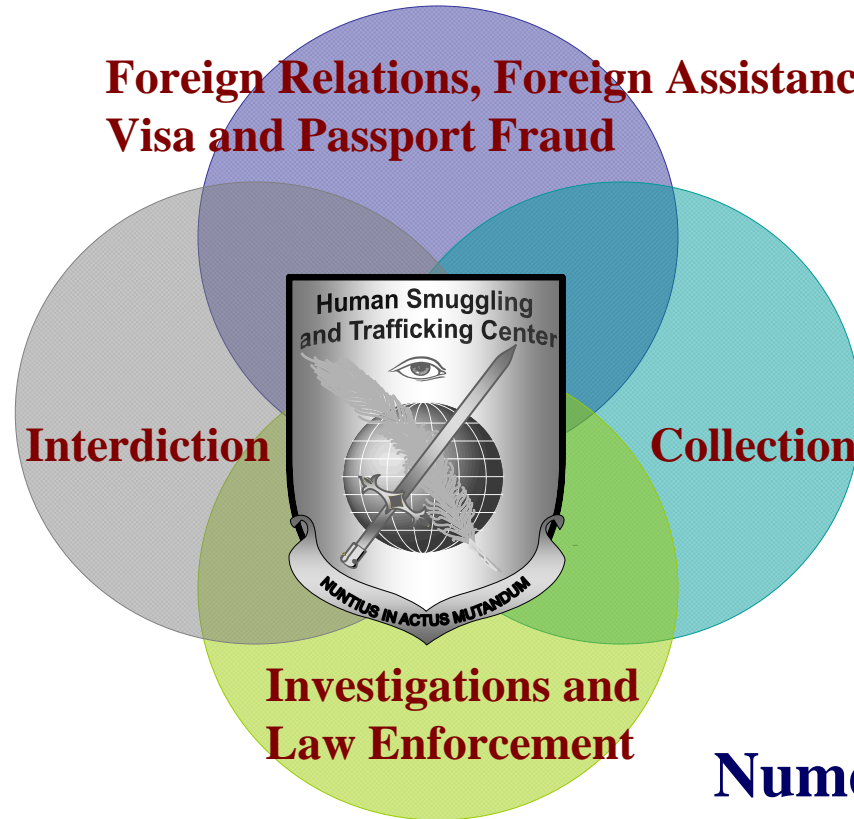 Foreign Relations, Foreign Assistanc
Visa and Passport Fraud
Human Smuggling
and Trafficking Center
Interdiction
Collection
NUNTIUS IN ACTUS MUTANDUM
Investigations and
Law Enforcement
Nume